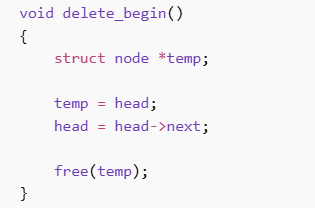 void delete_begin()
{
    struct node *temp;

    temp = head;
    head = head->next;

    free(temp);
}